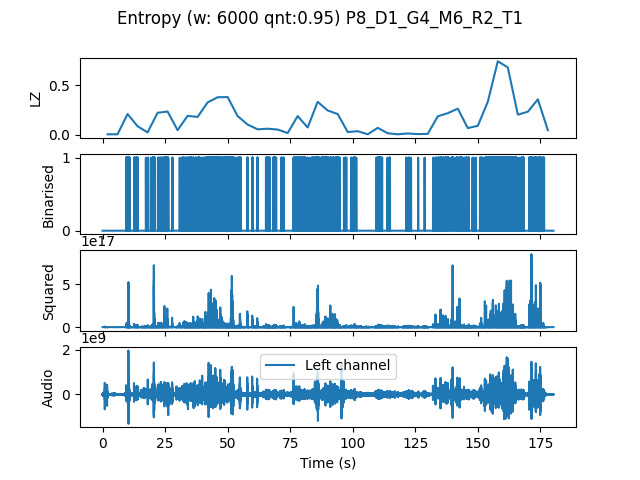 Entropy (w: 6000 qnt:0.95) P8_D1_G4_M6_R2_T1
LZ
0.5
0.0
Binarised
1
0
1e17
Squared
5
0
1e9
Audio
2
0
Left channel
0 25 50 75 100 125 150 175
Time (s)